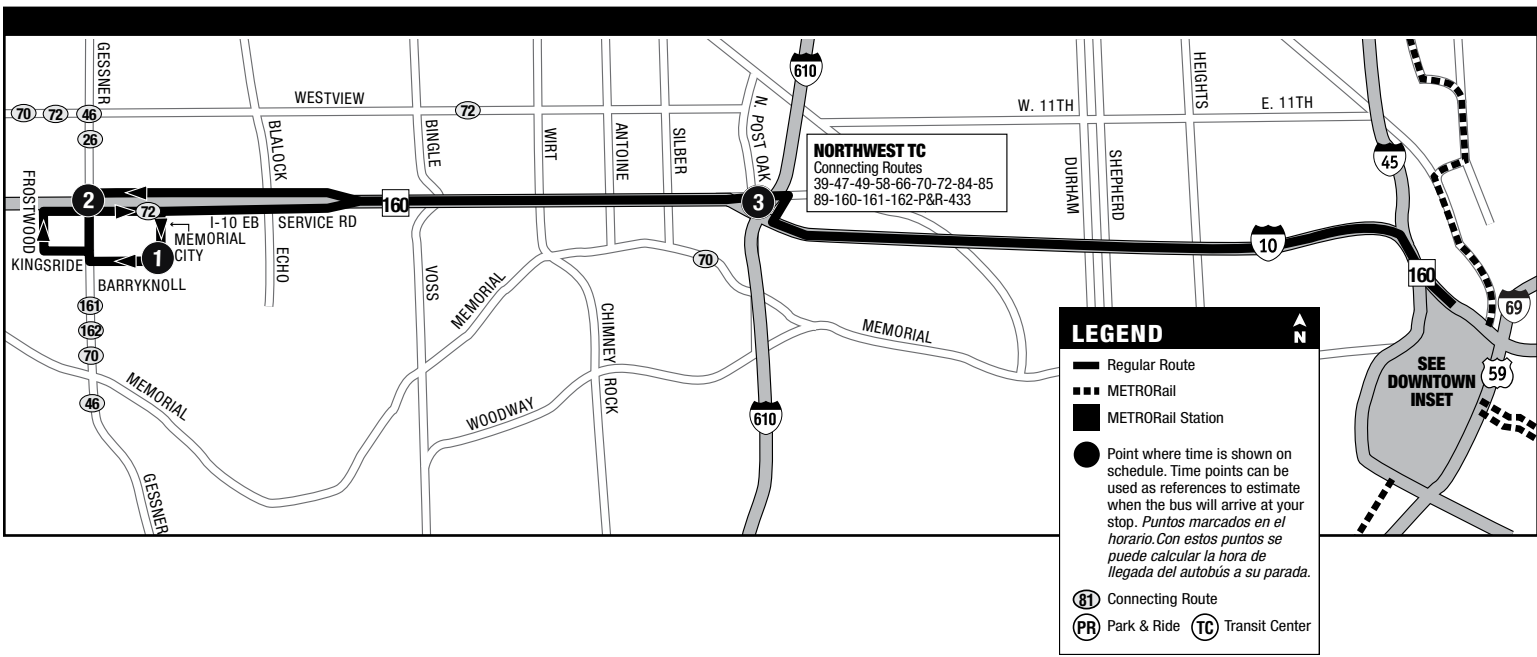 GESSNER
WESTVIEW
70
72
46
72
26
BLALOCK
BINGLE
WIRT
ANTOINE
SILBER
N. POST OAK
610
W. 11TH
HEIGHTS
E. 11TH
DURHAM
SHEPHERD
45
NORTHWEST TC
Connecting Routes
39-47-49-58-66-70-72-84-85
89-160-161-162-P&R-433
FROSTWOOD
2
72
160
3
I-10 EB
SERVICE RD
MEMORIAL
CITY
1
KINGSRIDE
BARRYKNOLL
ECHO
VOSS
MEMORIAL
70
10
160
69
161
162
70
46
CHIMNEY ROCK
MEMORIAL
MEMORIAL
WOODWAY
610
GESSNER
SEE
DOWNTOWN
INSET
59
LEGEND
N
Regular Route
METRORail
METRORail Station
Point where time is shown on
schedule. Time points can be
used as references to estimate
when the bus will arrive at your
stop. Puntos marcados en el
horario.Con estos puntos se
puede calcular la hora de
llegada del autobús a su parada.
81 Connecting Route
PR Park & Ride TC Transit Center